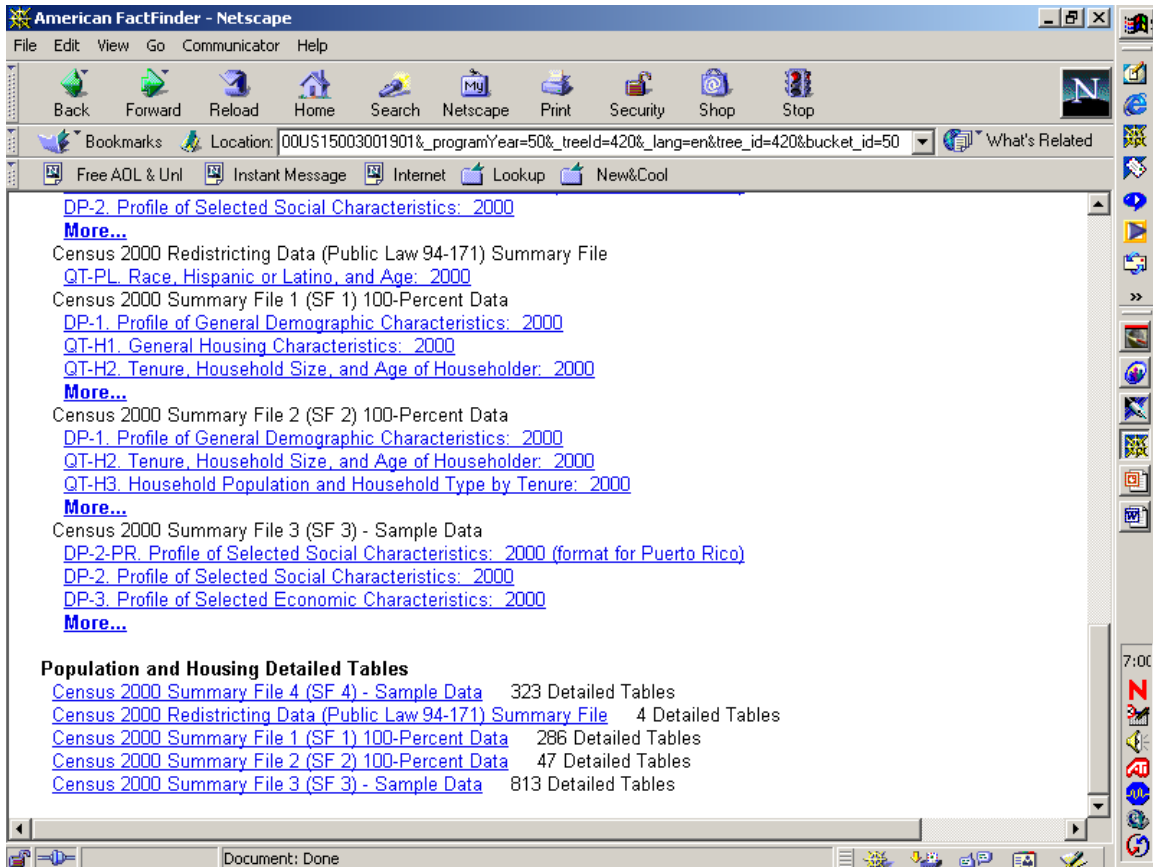 American FactFinder - Netscape
File Edit View Go Communicator Help
My
N
Back Forward Reload Home Search Netscape Print Security Shop Stop
Bookmarks Location: 00US15003001901&_programYear=50&_treeId=420&_lang=en&tree_id=420&bucket_id=50 What's Related
Free AOL & Unl Instant Message Internet Lookup New&Cool
DP-2. Profile of Selected Social Characteristics: 2000
More...
Census 2000 Redistricting Data (Public Law 94-171) Summary File
QT-PL. Race, Hispanic or Latino, and Age: 2000
Census 2000 Summary File 1 (SF 1) 100-Percent Data
DP-1. Profile of General Demographic Characteristics: 2000
QT-H1. General Housing Characteristics: 2000
QT-H2. Tenure, Household Size, and Age of Householder: 2000
More...
Census 2000 Summary File 2 (SF 2) 100-Percent Data
DP-1. Profile of General Demographic Characteristics: 2000
QT-H2. Tenure, Household Size, and Age of Householder: 2000
QT-H3. Household Population and Household Type by Tenure: 2000
More...
Census 2000 Summary File 3 (SF 3) - Sample Data
DP-2-PR. Profile of Selected Social Characteristics: 2000 (format for Puerto Rico)
DP-2. Profile of Selected Social Characteristics: 2000
DP-3. Profile of Selected Economic Characteristics: 2000
More...
Population and Housing Detailed Tables
Census 2000 Summary File 4 (SF 4) - Sample Data 323 Detailed Tables
Census 2000 Redistricting Data (Public Law 94-171) Summary File 4 Detailed Tables
Census 2000 Summary File 1 (SF 1) 100-Percent Data 286 Detailed Tables
Census 2000 Summary File 2 (SF 2) 100-Percent Data 47 Detailed Tables
Census 2000 Summary File 3 (SF 3) - Sample Data 813 Detailed Tables
Document: Done
7:00
N